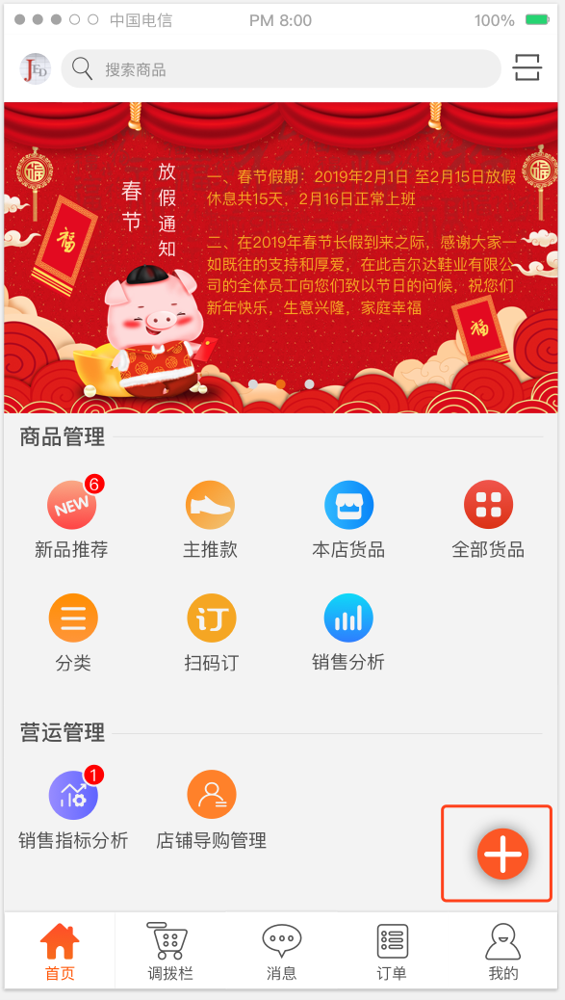 中国电信 PM 8:00 100%
JED 搜索商品
放假通知
春节
一、春节假期：2019年2月1日 至2月15日放假
休息共15天，2月16日正常上班
二、在2019年春节长假到来之际，感谢大家一
如既往的支持和厚爱；在此吉尔达鞋业有限公
司的全体员工向您们致以节日的问候，祝您们
新年快乐，生意兴隆，家庭幸福
福
福
福
福
商品管理
NEW 6
新品推荐 主推款 本店货品 全部货品
订
分类 扫码订 销售分析
营运管理
1
销售指标分析 店铺导购管理
首页 调拨栏 消息 订单 我的